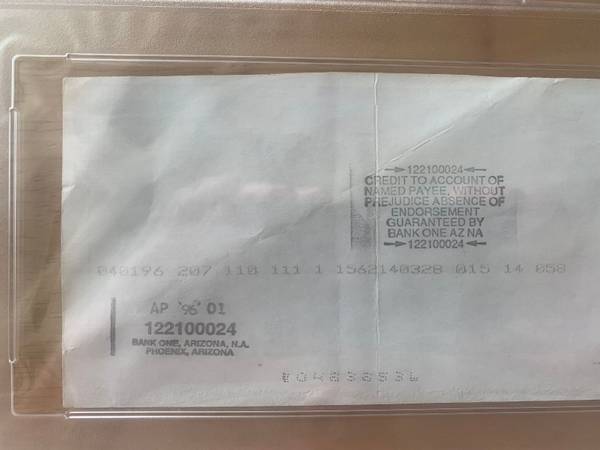 →122100024←
CREDIT TO ACCOUNT OF
NAMED PAYEE, WITHOUT
PREJUDICE ABSENCE OF
ENDORSEMENT
GUARANTEED BY
BANK ONE AZ NA
→122100024←
040196 207 110 111 1 1562140328 015 14 058
AP '96' 01
122100024
BANK ONE, ARIZONA, N.A.
PHOENIX, ARIZONA